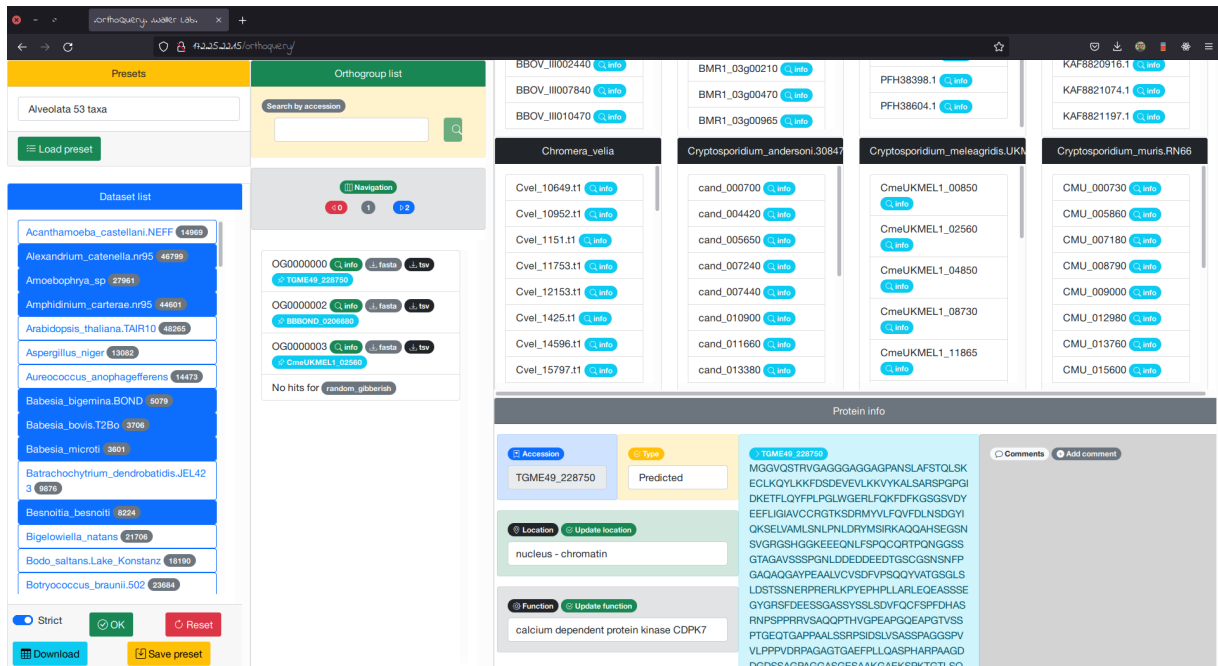 .orthoQuery. .waller Lab.
172.25.2.215/orthoquery/
Presets
Alveolata 53 taxa
Load preset
Dataset list
Acanthamoeba_castellani.NEFF 14969
Alexandrium_catenella.nr95 46799
Amoebophrya_sp 27961
Amphidinium_carterae.nr95 44601
Arabidopsis_thaliana.TAIR10 48265
Aspergillus_niger 13082
Aureococcus_anophagefferens 14473
Babesia_bigemina.BOND 5079
Babesia_bovis.T2Bo 3706
Babesia_microti 3601
Batrachochytrium_dendrobatidis.JEL42
3 9876
Besnoitia_besnoiti 8224
Bigelowiella_natans 21706
Bodo_saltans.Lake_Konstanz 18190
Botryococcus_braunii.502 23684
Strict
OK
Reset
Download
Save preset
Orthogroup list
Search by accession
Navigation
0 1 2
OG0000000 info fasta tsv
TGME49_228750
OG0000002 info fasta tsv
BBBOND_0206680
OG0000003 info fasta tsv
CmeUKMEL1_02560
No hits for random_gibberish
BBOV_III002440 info
BBOV_III007840 info
BBOV_III010470 info
BMR1_03g00210 info
BMR1_03g00470 info
BMR1_03g00965 info
PFH38398.1 info
PFH38604.1 info
KAF8820916.1 info
KAF8821074.1 info
KAF8821197.1 info
Chromera_velia
Cvel_10649.t1 info
Cvel_10952.t1 info
Cvel_1151.t1 info
Cvel_11753.t1 info
Cvel_12153.t1 info
Cvel_1425.t1 info
Cvel_14596.t1 info
Cvel_15797.t1 info
Cryptosporidium_andersoni.30847
cand_000700 info
cand_004420 info
cand_005650 info
cand_007240 info
cand_007440 info
cand_010900 info
cand_011660 info
cand_013380 info
Cryptosporidium_meleagridis.UKM
CmeUKMEL1_00850
info
CmeUKMEL1_02560
info
CmeUKMEL1_04850
info
CmeUKMEL1_08730
info
CmeUKMEL1_11865
info
Cryptosporidium_muris.RN66
CMU_000730 info
CMU_005860 info
CMU_007180 info
CMU_008790 info
CMU_009000 info
CMU_012980 info
CMU_013760 info
CMU_015600 info
Protein info
Accession
TGME49_228750
Type
Predicted
Location Update location
nucleus - chromatin
Function Update function
calcium dependent protein kinase CDPK7
TGME49_228750
MGGVQSTRVGAGGGAGGAGPANSLAFSTQLSK
ECLKQYLKKFDSDEVEVLKKVYKALSARSPGPGI
DKETFLQYFPLPGLWGERLFQKFDFKGSGSVDY
EEFLIGIAVCCRGTKSDRMYVLFQVFDLNSDGYI
QKSELVAMLSNLPNLDRYMSIRKAQQAHSEGSN
SVGRGSHGGKEEEQNLFSPQCQRTPQNGGSS
GTAGAVSSSPGNLDDEDDEEDTGSCGSNSNFP
GAQAQGAYPEAALVCVSDFVPSQQYVATGSGLS
LDSTSSNERPRERLKPYEPHPLLARLEQEASSSE
GYGRSFDEESSGASSYSSLSDVFQCFSPFDHAS
RNPSPPRRVSAQQPTHVGPEAPGQEAPGTVSS
PTGEQTGAPPAALSSRPSIDSLVSASSPAGGSPV
VLPPPVDRPAGAGTGAEFPLLQASPHARPAAGD
Comments Add comment